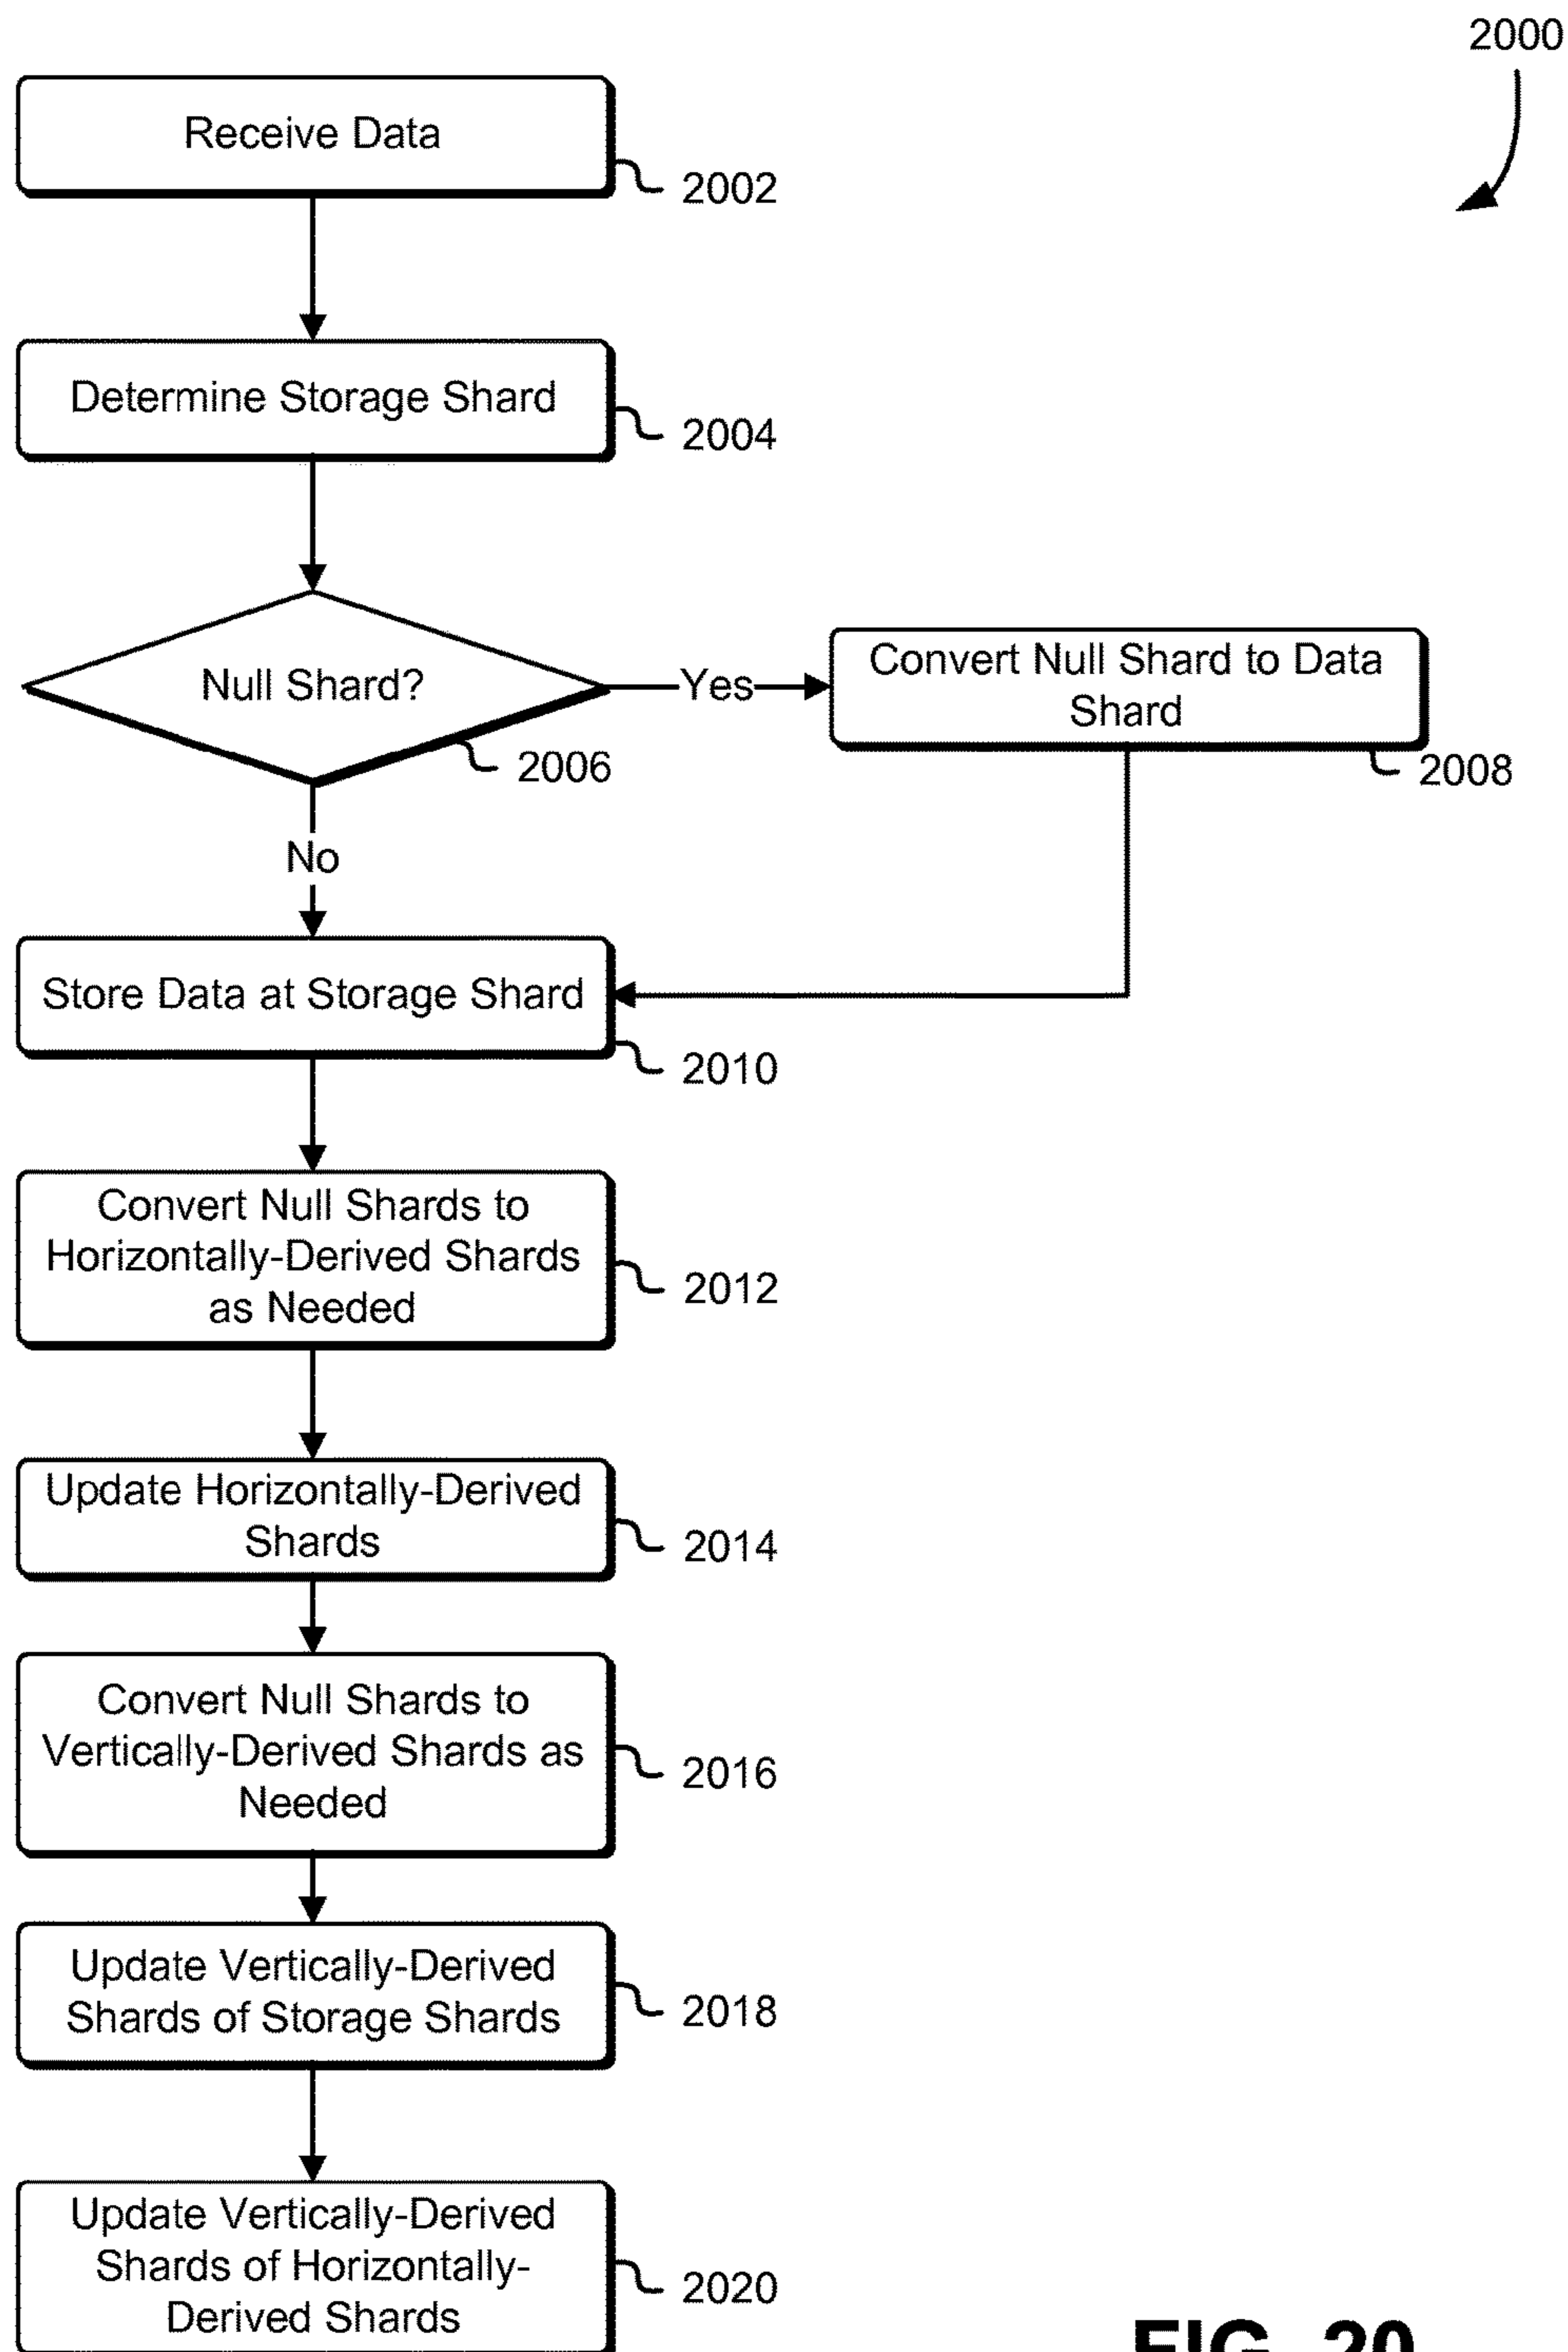 2000
Receive Data
2002
Determine Storage Shard
2004
Null Shard?
Yes
2006
Convert Null Shard to Data
Shard
2008
No
Store Data at Storage Shard
2010
Convert Null Shards to
Horizontally-Derived Shards
as Needed
2012
Update Horizontally-Derived
Shards
2014
Convert Null Shards to
Vertically-Derived Shards as
Needed
2016
Update Vertically-Derived
Shards of Storage Shards
2018
Update Vertically-Derived
Shards of Horizontally-
Derived Shards
2020
FIG. 20